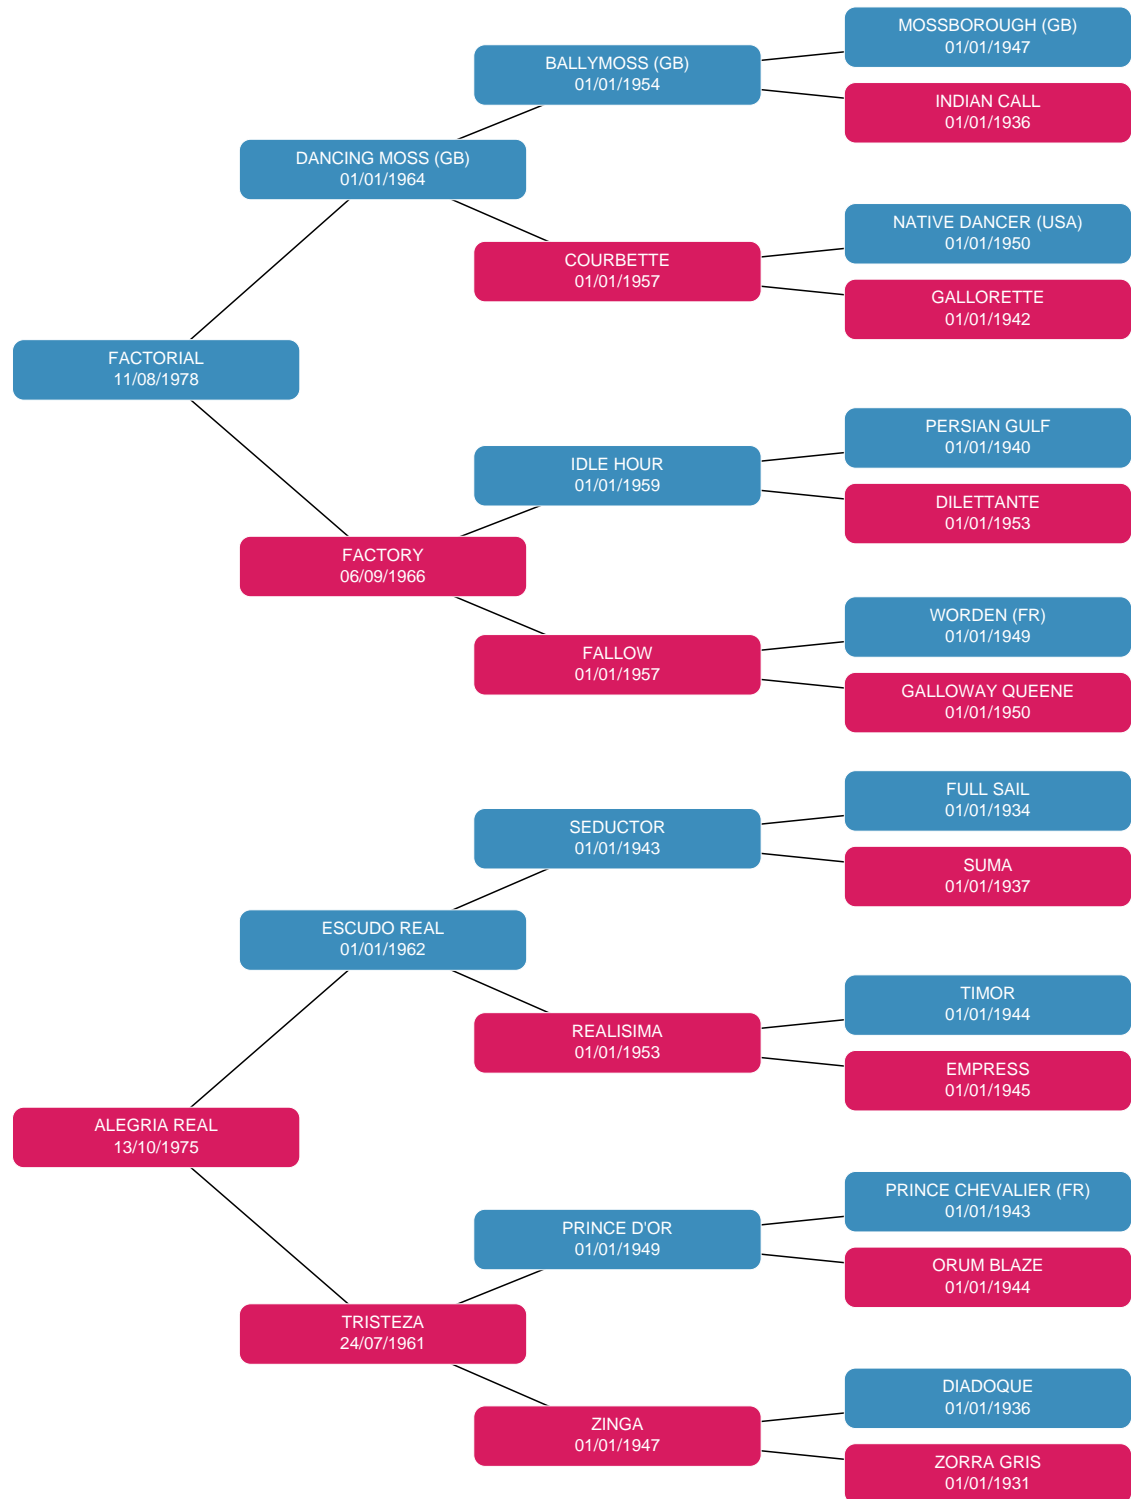 MOSSBOROUGH (GB)
01/01/1947
BALLYMOSS (GB)
01/01/1954
INDIAN CALL
01/01/1936
DANCING MOSS (GB)
01/01/1964
NATIVE DANCER (USA)
01/01/1950
COURBETTE
01/01/1957
GALLORETTE
01/01/1942
FACTORIAL
11/08/1978
PERSIAN GULF
01/01/1940
IDLE HOUR
01/01/1959
DILETTANTE
01/01/1953
FACTORY
06/09/1966
WORDEN (FR)
01/01/1949
FALLOW
01/01/1957
GALLOWAY QUEENE
01/01/1950
FULL SAIL
01/01/1934
SEDUCTOR
01/01/1943
SUMA
01/01/1937
ESCUDO REAL
01/01/1962
TIMOR
01/01/1944
REALISIMA
01/01/1953
EMPRESS
01/01/1945
ALEGRIA REAL
13/10/1975
PRINCE CHEVALIER (FR)
01/01/1943
PRINCE D'OR
01/01/1949
ORUM BLAZE
01/01/1944
TRISTEZA
24/07/1961
DIADOQUE
01/01/1936
ZINGA
01/01/1947
ZORRA GRIS
01/01/1931